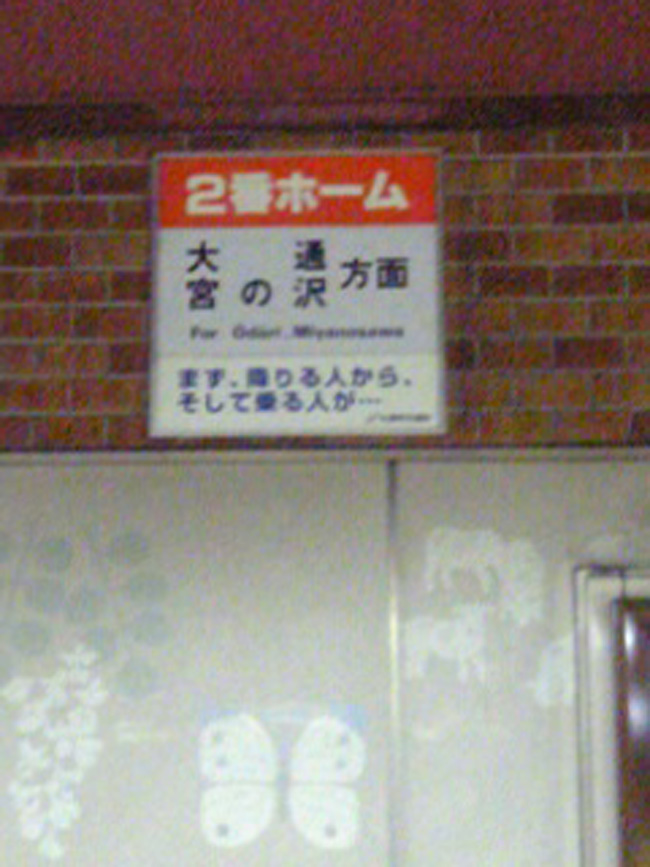 2番ホーム
大通
宮の沢 方面
For Odori. Miyanosawa
まず、降りる人から、
そして乗る人が…